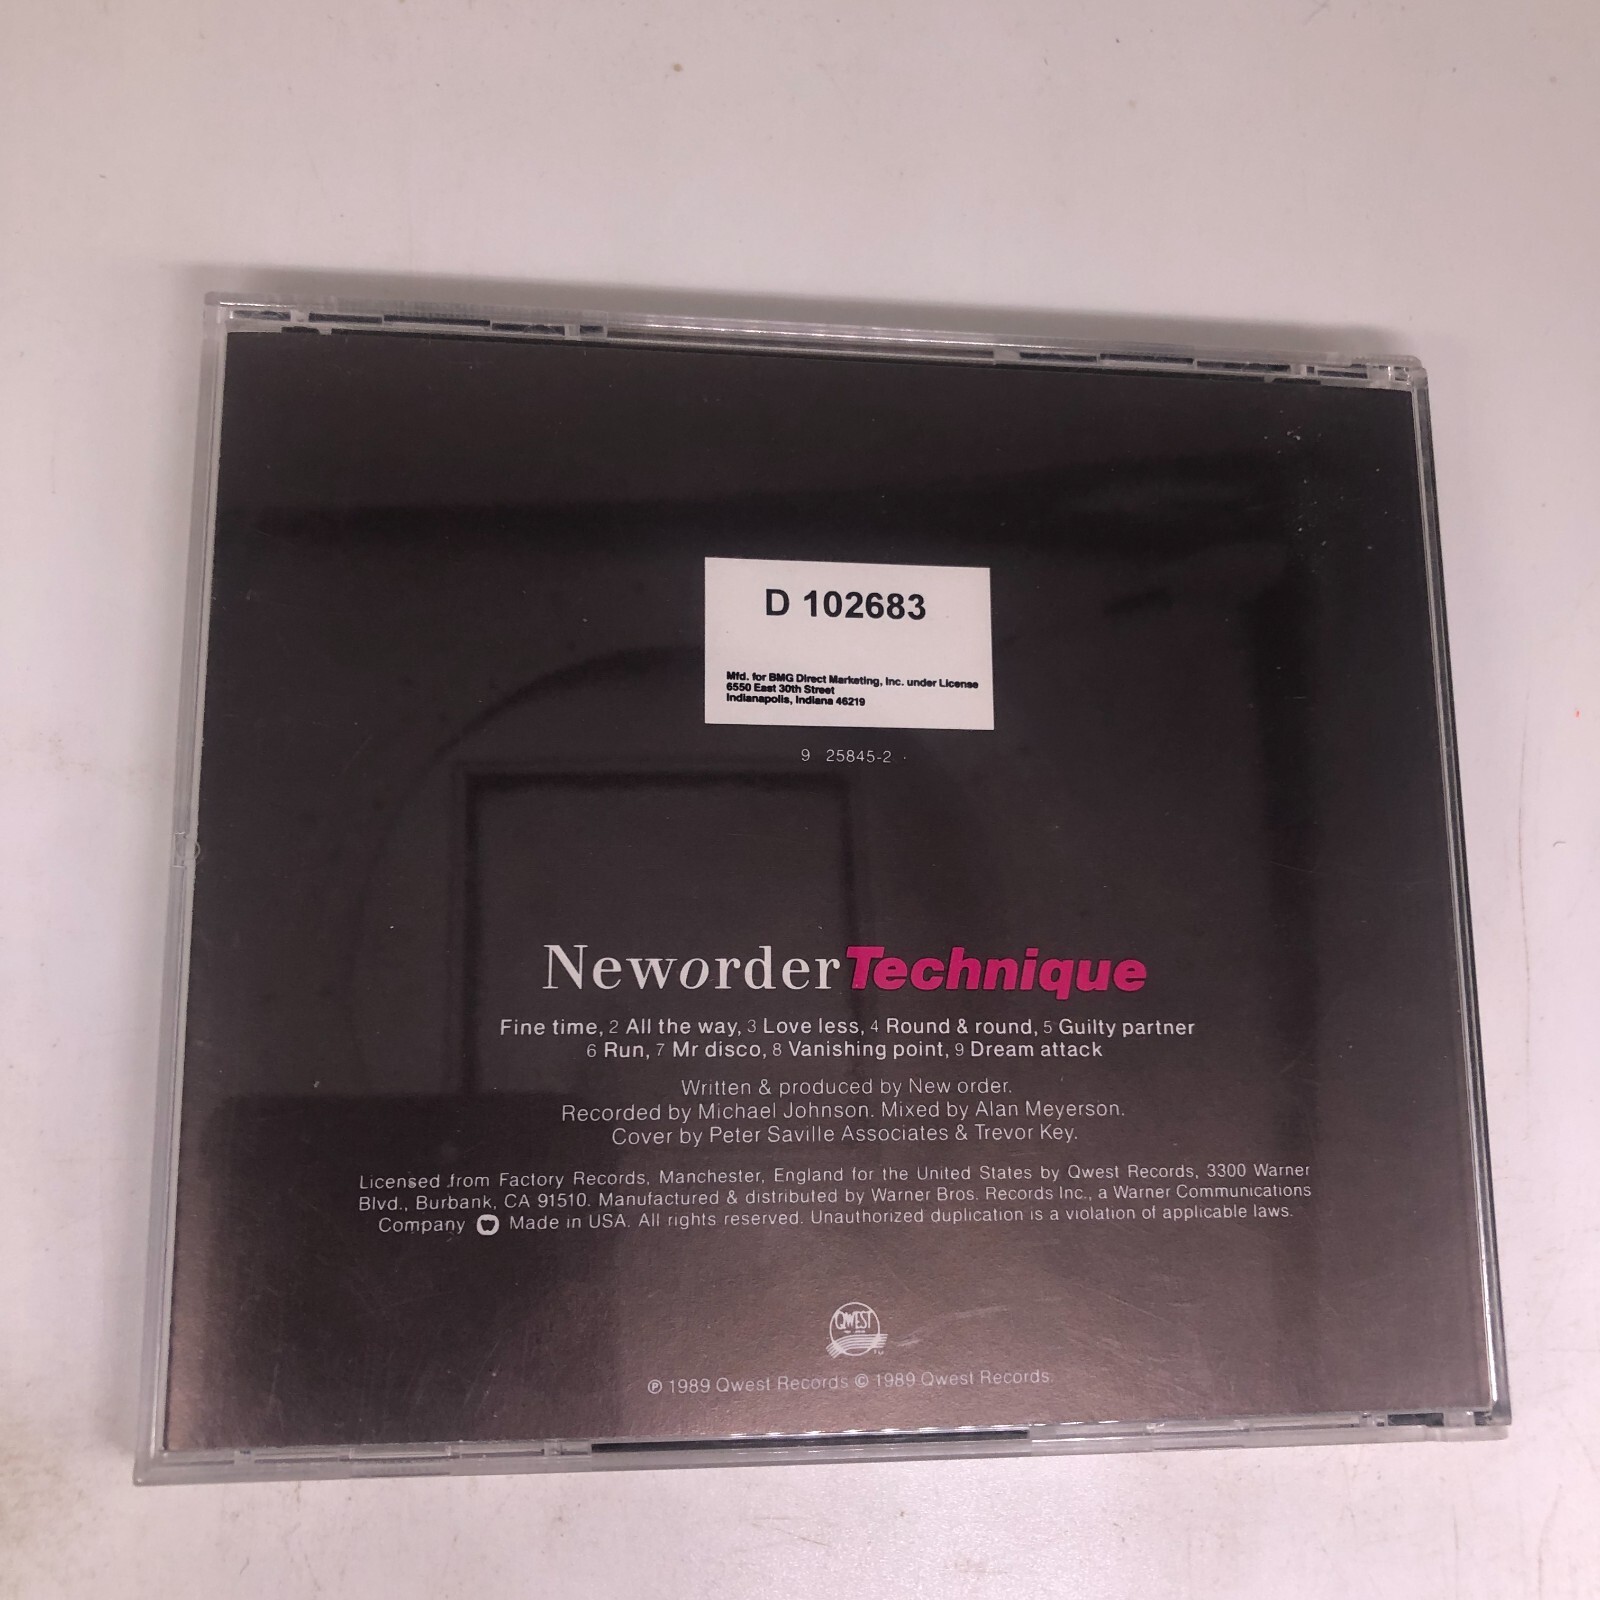 D 102683
Mfd. for BMG Direct Marketing, Inc. under License
6550 East 30th Street
Indianapolis, Indiana 46219
9 25845-2
NeworderTechnique
Fine time, 2 All the way, 3 Love less, 4 Round & round, 5 Guilty partner
6 Run, 7 Mr disco, 8 Vanishing point, 9 Dream attack
Written & produced by New order.
Recorded by Michael Johnson. Mixed by Alan Meyerson.
Cover by Peter Saville Associates & Trevor Key.
Licensed from Factory Records, Manchester, England for the United States by Qwest Records, 3300 Warner
Blvd., Burbank, CA 91510. Manufactured & distributed by Warner Bros. Records Inc., a Warner Communications
Company Made in USA. All rights reserved. Unauthorized duplication is a violation of applicable laws.
QWEST
℗ 1989 Qwest Records © 1989 Qwest Records.